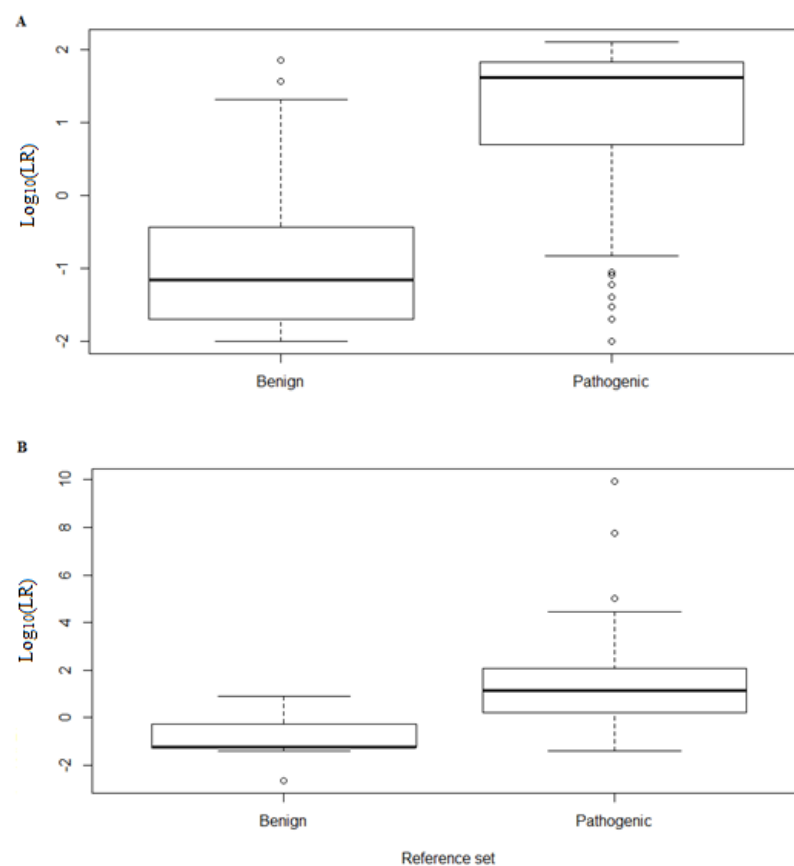 A
Log10(LR)
2
1
0
-1
-2
Benign Pathogenic
B
Log10(LR)
10
8
6
4
2
0
-2
Benign Pathogenic
Reference set